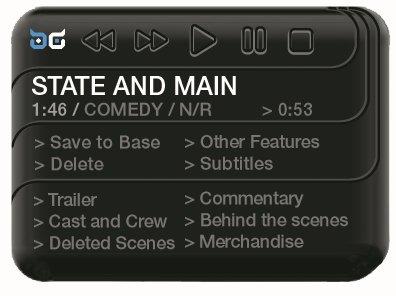 STATE AND MAIN
1:46 / COMEDY / N/R > 0:53
> Save to Base > Other Features
> Delete > Subtitles
> Trailer > Commentary
> Cast and Crew > Behind the scenes
> Deleted Scenes > Merchandise